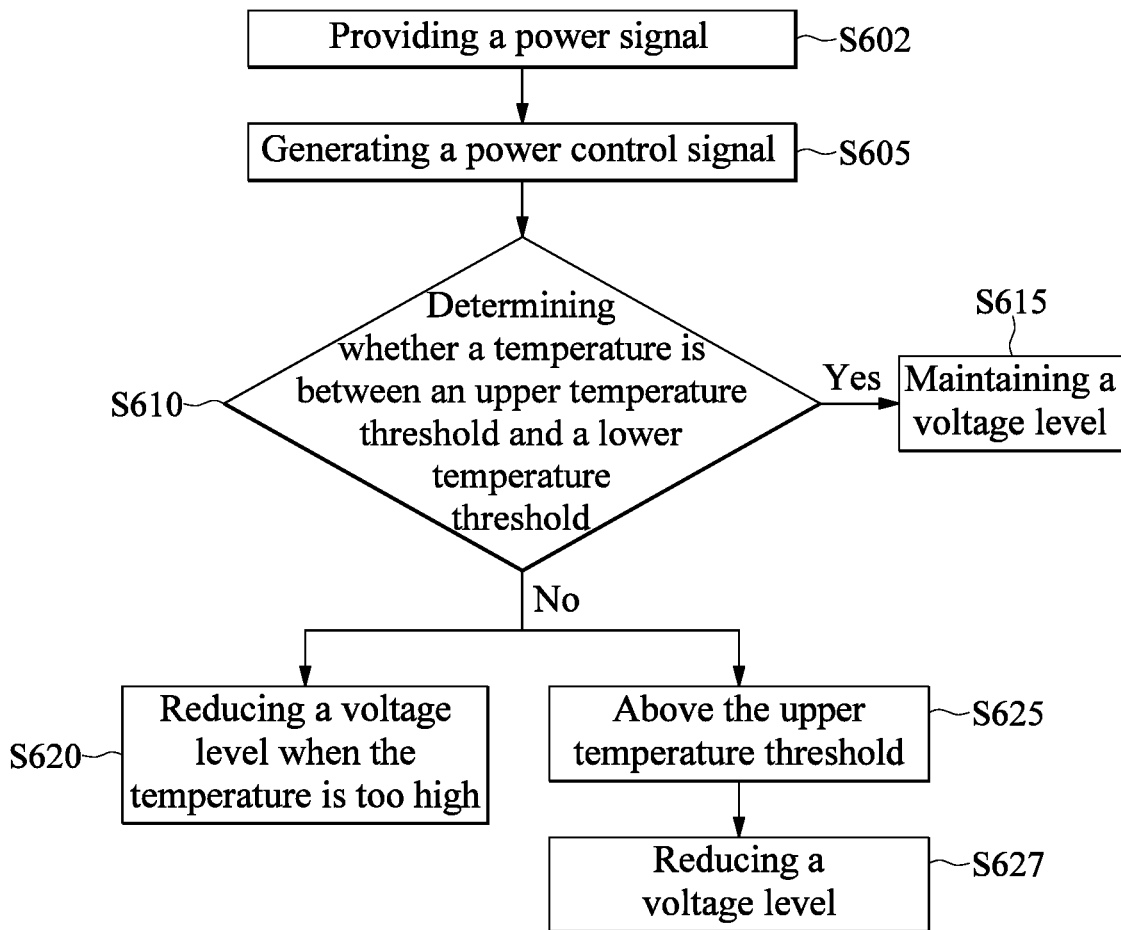 Providing a power signal
S602
Generating a power control signal
S605
Determining
whether a temperature is
between an upper temperature
threshold and a lower
temperature
threshold
S610
Yes
S615
Maintaining a
voltage level
No
Reducing a voltage
level when the
temperature is too high
S620
Above the upper
temperature threshold
S625
Reducing a
voltage level
S627